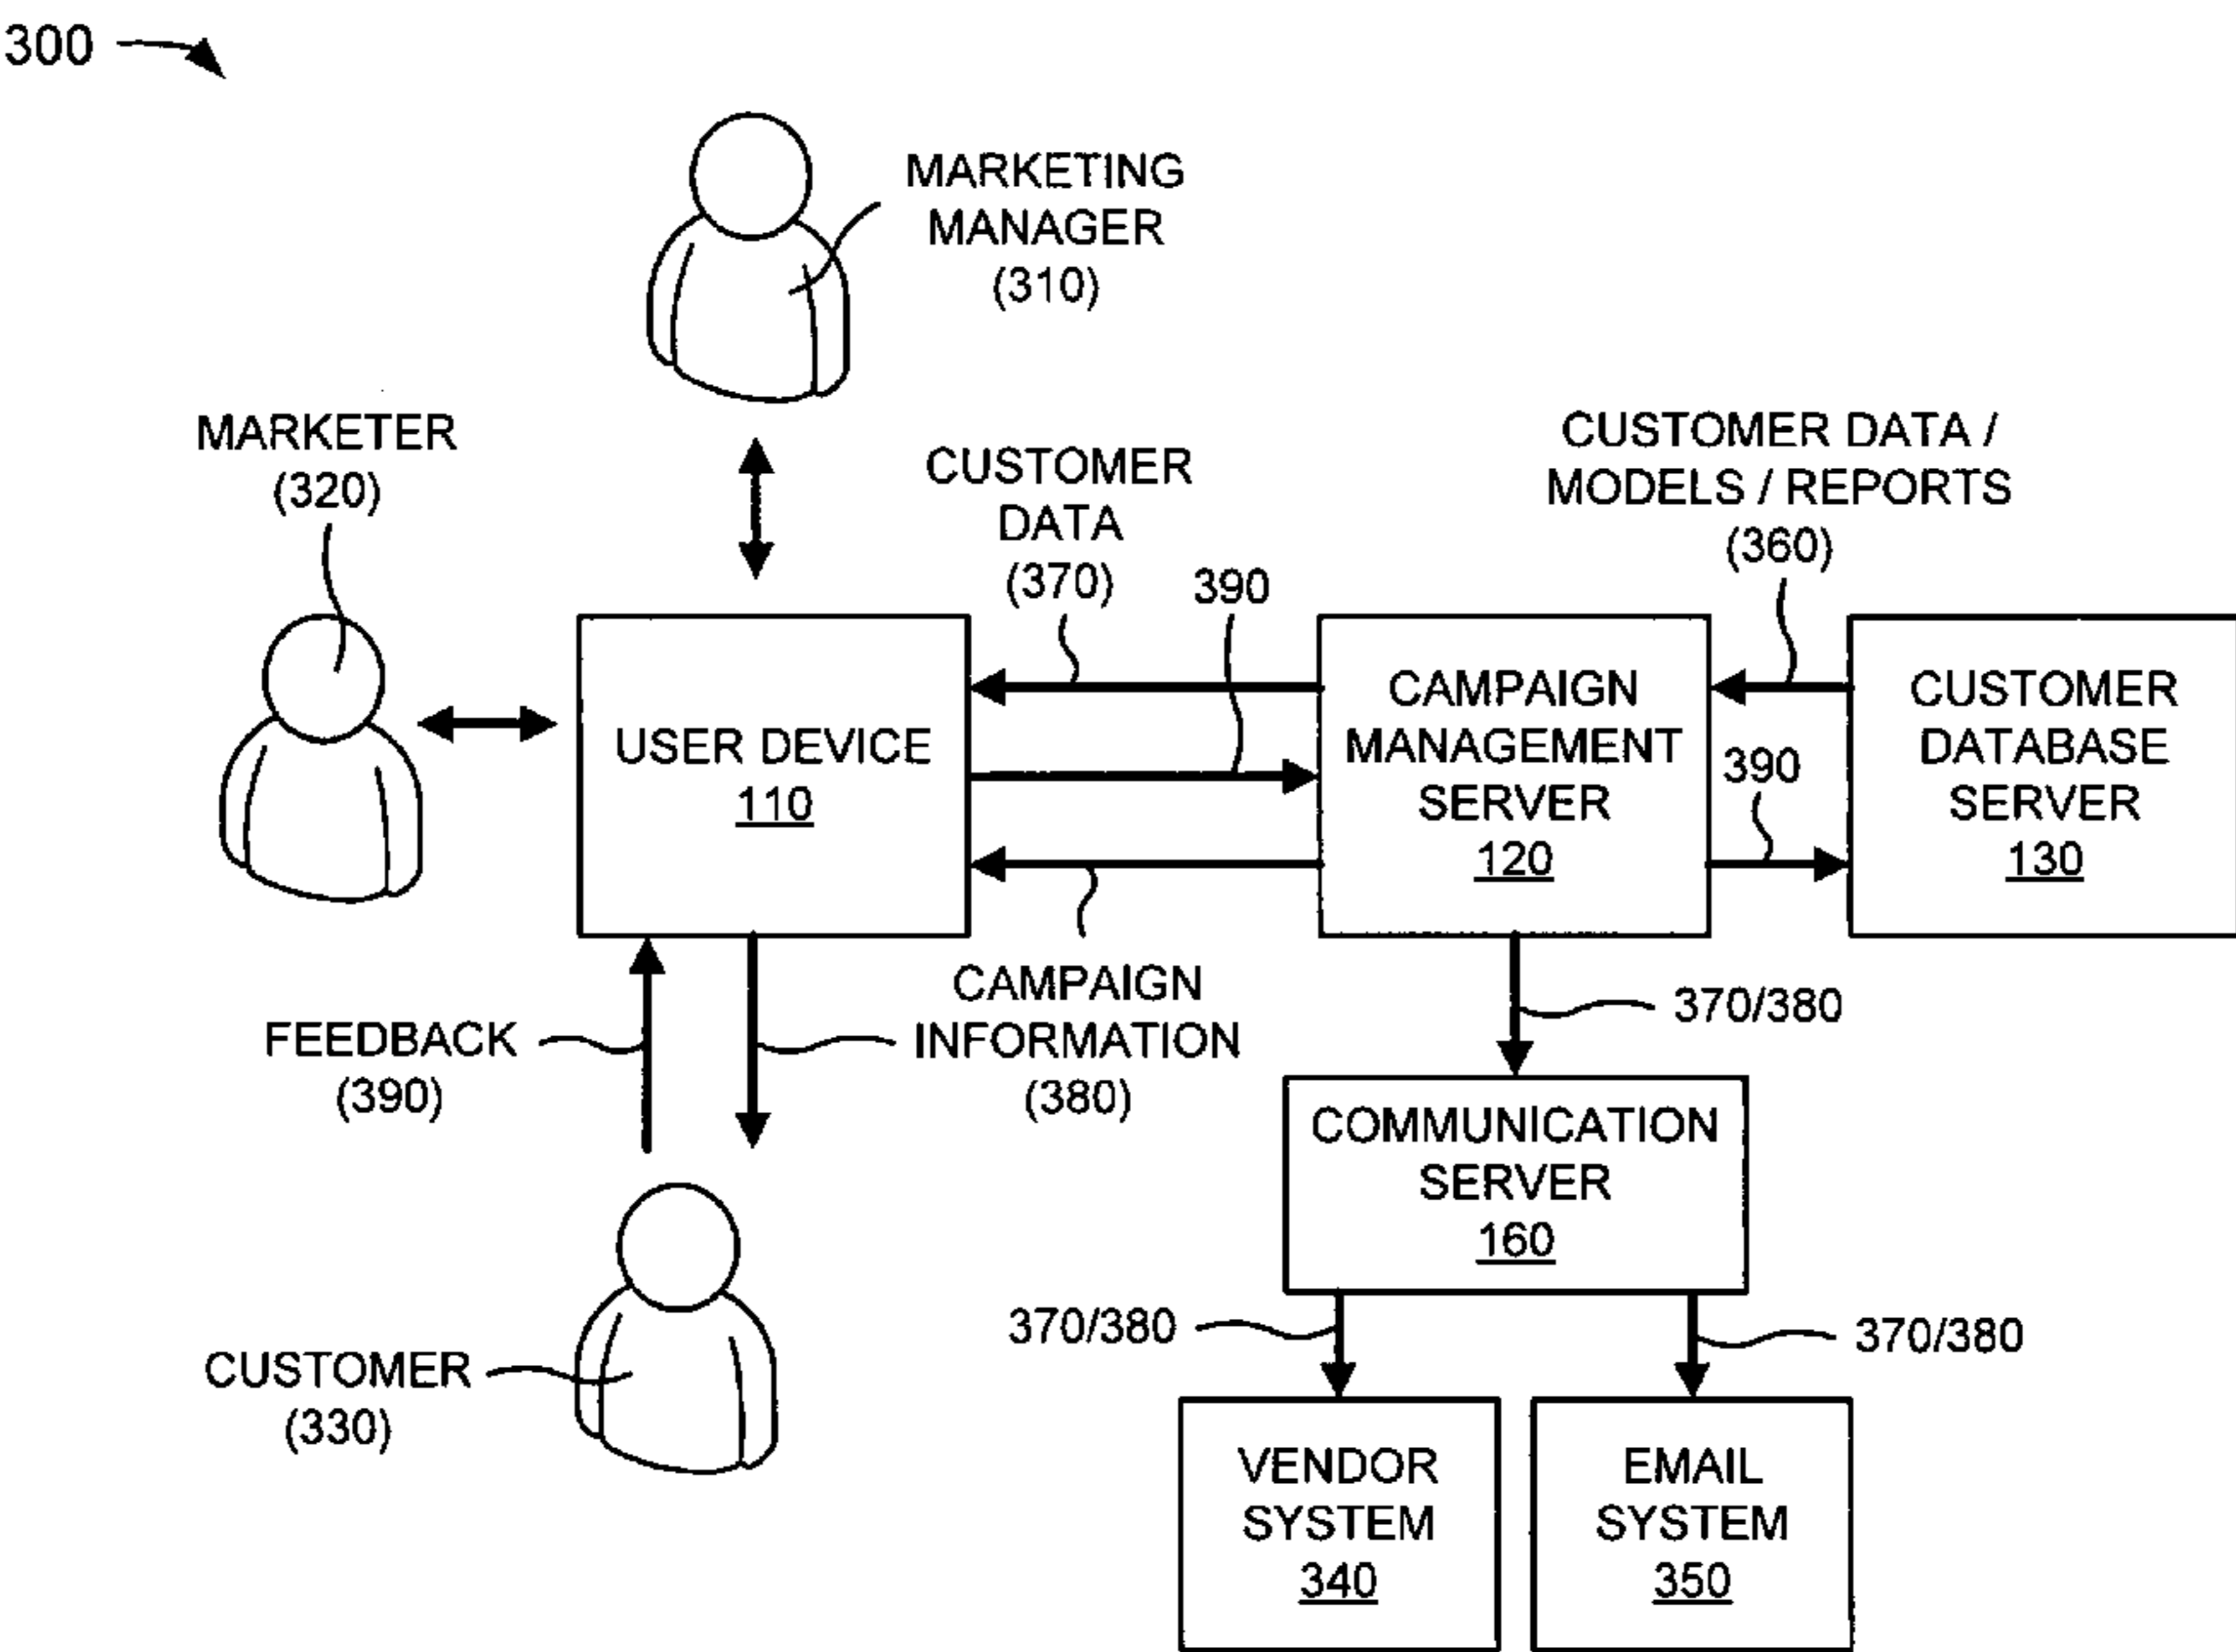 300
MARKETING
MANAGER
(310)
MARKETER
(320)
CUSTOMER
DATA
(370)
390
CUSTOMER DATA /
MODELS / REPORTS
(360)
USER DEVICE
110
CAMPAIGN
MANAGEMENT
SERVER
120
390
CUSTOMER
DATABASE
SERVER
130
FEEDBACK
(390)
CAMPAIGN
INFORMATION
(380)
370/380
COMMUNICATION
SERVER
160
CUSTOMER
(330)
370/380
370/380
VENDOR
SYSTEM
340
EMAIL
SYSTEM
350